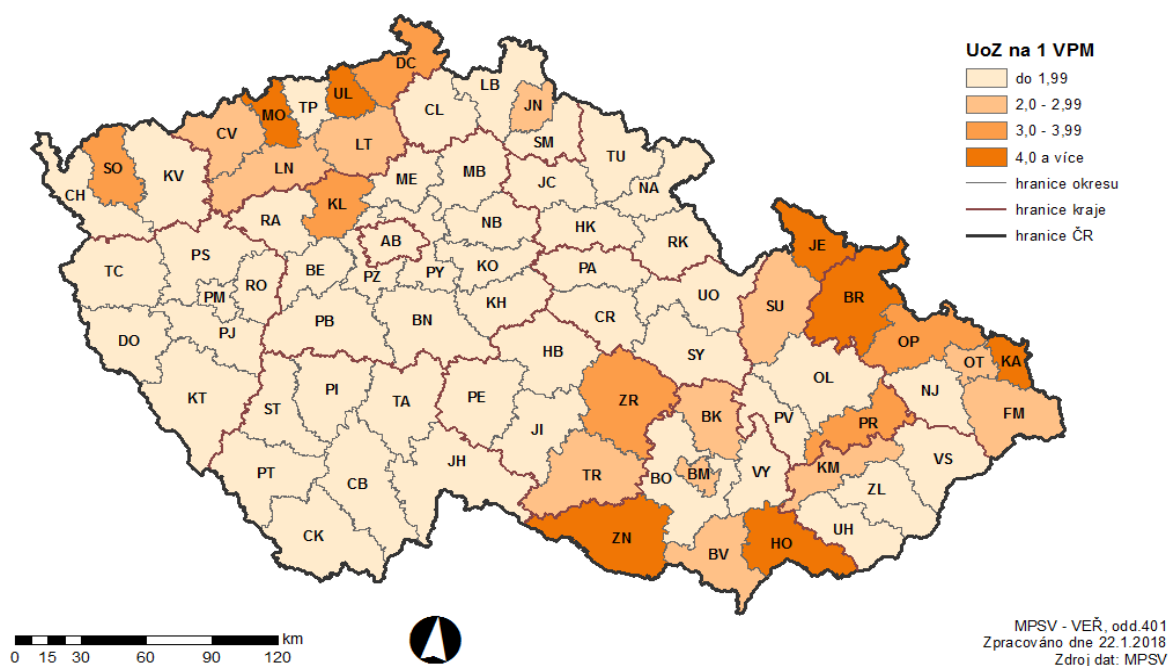 UoZ na 1 VPM
do 1,99
2,0 - 2,99
3,0 - 3,99
4,0 a více
hranice okresu
hranice kraje
hranice ČR
DC
LB
UL
TP
MO
JN
CL
CV
LT
SM
TU
SO
KV
LN
ME
MB
JC
NA
CH
KL
RA
NB
HK
AB
RK
JE
TC
PS
BE
PZ
PY
KO
PA
RO
PM
UO
SU
BR
PB
BN
KH
CR
DO
PJ
OP
HB
SY
OT
KA
KT
ST
PI
TA
PE
ZR
OL
NJ
BK
PV
PR
FM
JI
PT
JH
TR
BO
BM
VY
KM
VS
CB
ZL
CK
ZN
BV
HO
UH
km
0 15 30 60 90 120
MPSV - VEŘ, odd.401
Zpracováno dne 22.1.2018
Zdroj dat: MPSV